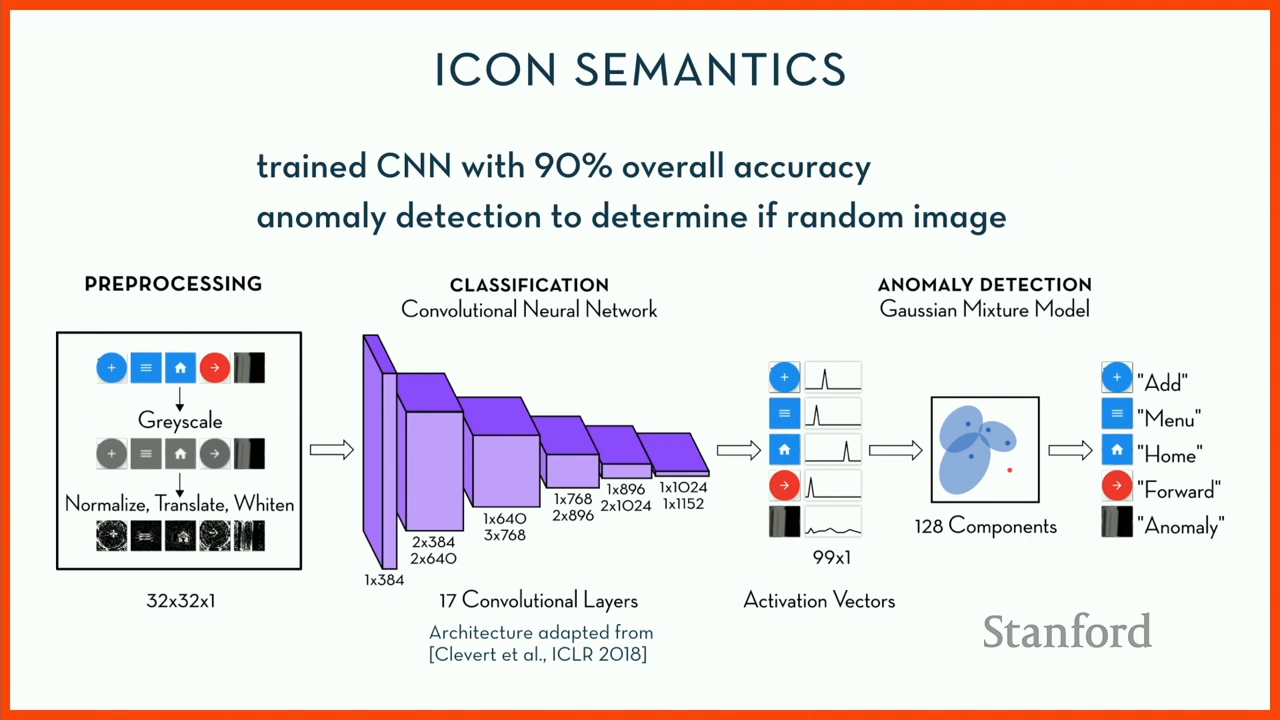 ICON SEMANTICS
trained CNN with 90% overall accuracy
anomaly detection to determine if random image
PREPROCESSING
Greyscale
Normalize, Translate, Whiten
32x32x1
CLASSIFICATION
Convolutional Neural Network
1x384
2x384
2x640
1x640
3x768
1x768
2x896
1x896
2x1024
1x1024
1x1152
17 Convolutional Layers
Architecture adapted from
[Clevert et al., ICLR 2018]
99x1
Activation Vectors
ANOMALY DETECTION
Gaussian Mixture Model
128 Components
"Add"
"Menu"
"Home"
"Forward"
"Anomaly"
Stanford